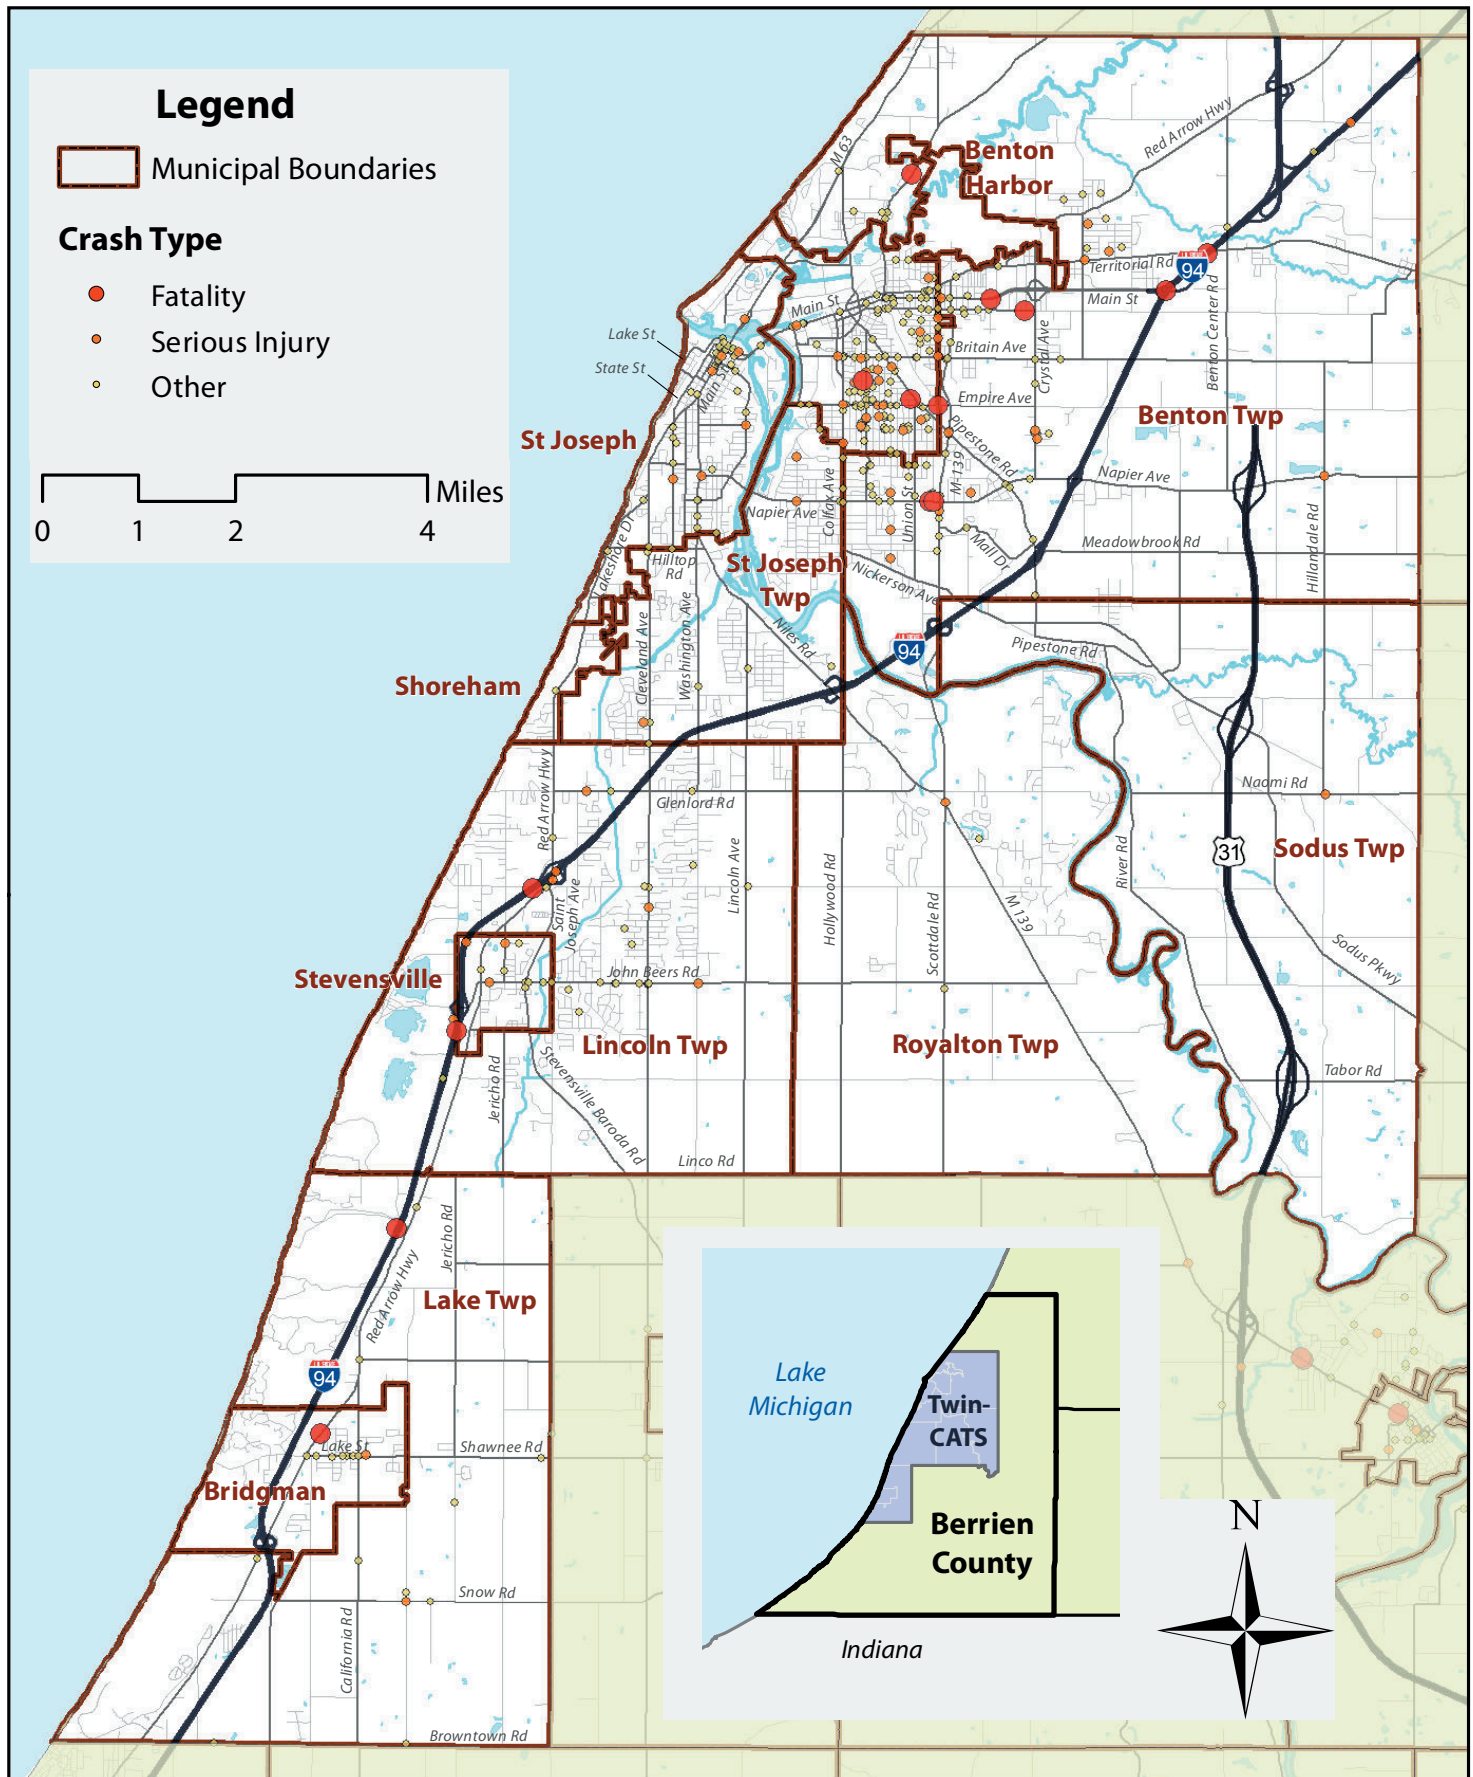 Legend
Municipal Boundaries
Crash Type
Fatality
Serious Injury
Other
Miles
0 1 2 4
M 63
Red Arrow Hwy
Benton
Harbor
Territorial Rd
94
Main St
Main St
Benton Center Rd
Lake St
State St
Main St
Britain Ave
Crystal Ave
Empire Ave
Benton Twp
St Joseph
Pipestone Rd
M-139
Napier Ave
Napier Ave
Colfax Ave
Union St
Hillandale Rd
Lakeshore Dr
Mall Dr
Meadowbrook Rd
Hilltop
Rd
St Joseph
Twp
Nickerson Ave
Niles Rd
Cleveland Ave
Washington Ave
94
Pipestone Rd
Shoreham
Red Arrow Hwy
Glenlord Rd
Naomi Rd
Lincoln Ave
Hollywood Rd
Scottdale Rd
River Rd
31
Sodus Twp
M 139
Saint
Joseph Ave
Sodus Pkwy
Stevensville
John Beers Rd
Lincoln Twp
Royalton Twp
Tabor Rd
Jericho Rd
Stevensville Baroda Rd
Linco Rd
Jericho Rd
Red Arrow Hwy
Lake Twp
94
Lake St
Shawnee Rd
Bridgman
Snow Rd
California Rd
Browntown Rd
Lake
Michigan
Twin-
CATS
Berrien
County
Indiana
N